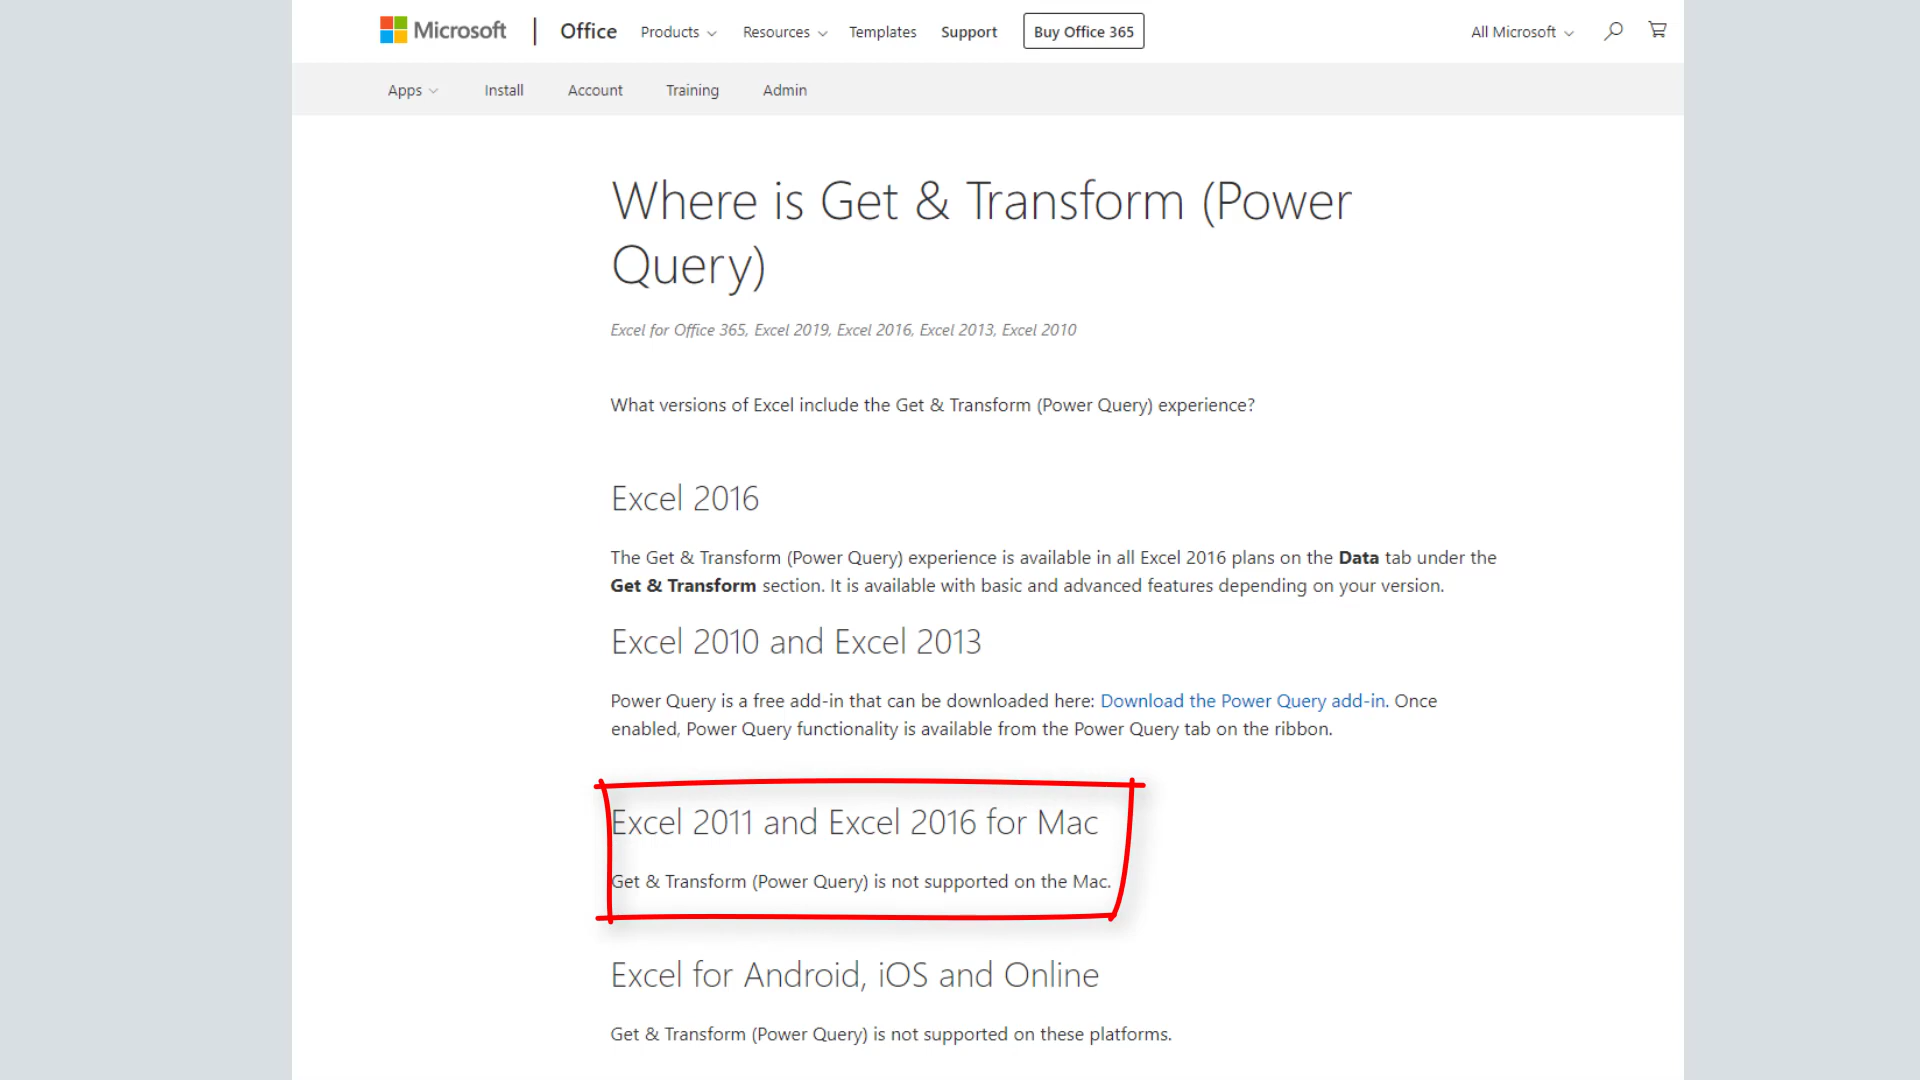 Microsoft | Office Products Resources Templates Support Buy Office 365 All Microsoft
Apps Install Account Training Admin
Where is Get & Transform (Power
Query)
Excel for Office 365, Excel 2019, Excel 2016, Excel 2013, Excel 2010
What versions of Excel include the Get & Transform (Power Query) experience?
Excel 2016
The Get & Transform (Power Query) experience is available in all Excel 2016 plans on the Data tab under the
Get & Transform section. It is available with basic and advanced features depending on your version.
Excel 2010 and Excel 2013
Power Query is a free add-in that can be downloaded here: Download the Power Query add-in. Once
enabled, Power Query functionality is available from the Power Query tab on the ribbon.
Excel 2011 and Excel 2016 for Mac
Get & Transform (Power Query) is not supported on the Mac.
Excel for Android, iOS and Online
Get & Transform (Power Query) is not supported on these platforms.